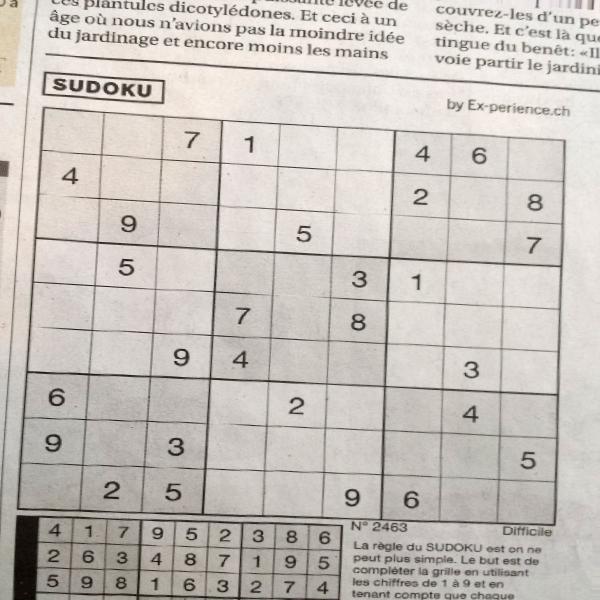 ces plantules dicotylédones. Et ceci à un
âge où nous n'avions pas la moindre idée
du jardinage et encore moins les mains
couvrez-les d'un pe
sèche. Et c'est là que
tingue du benêt: «Il
voie partir le jardini
SUDOKU
by Ex-perience.ch
7 1 4 6
4 2 8
9 5 7
5 3 1
7 8
9 4 3
6 2 4
9 3 5
2 5 9 6
N° 2463
Difficile
4 1 7 9 5 2 3 8 6
2 6 3 4 8 7 1 9 5
5 9 8 1 6 3 2 7 4
La règle du SUDOKU est on ne
peut plus simple. Le but est de
compléter la grille en utilisant
les chiffres de 1 à 9 et en
tenant compte que chaque